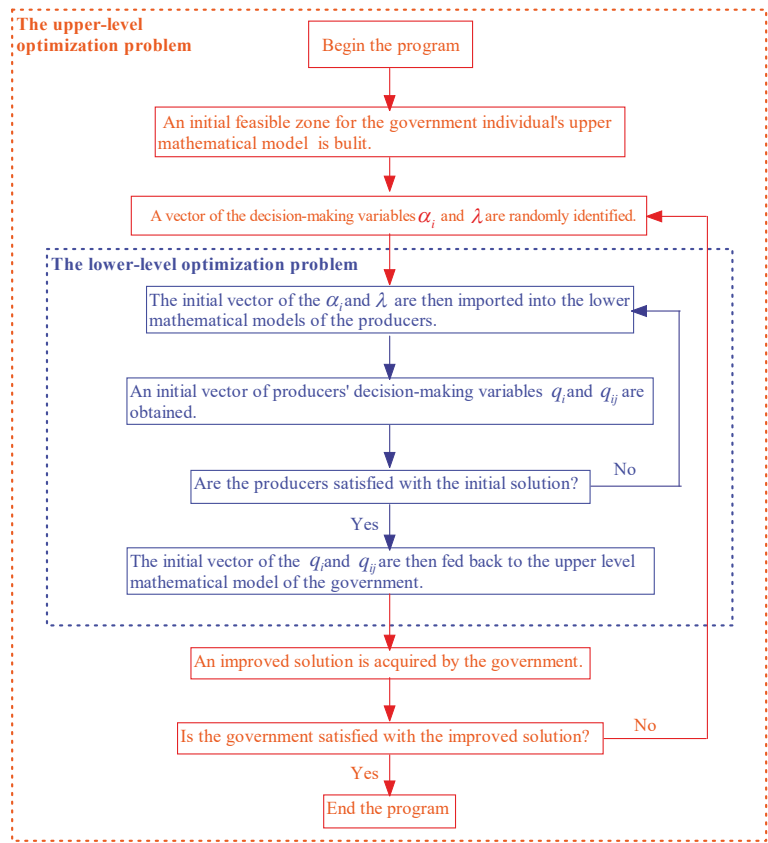 The upper-level
optimization problem
Begin the program
An initial feasible zone for the government individual's upper
mathematical model is bulit.
A vector of the decision-making variables αi and λ are randomly identified.
The lower-level optimization problem
The initial vector of the αi and λ are then imported into the lower
mathematical models of the producers.
An initial vector of producers' decision-making variables qi and qij are
obtained.
Are the producers satisfied with the initial solution?
No
Yes
The initial vector of the qi and qij are then fed back to the upper level
mathematical model of the government.
An improved solution is acquired by the government.
Is the government satisfied with the improved solution?
No
Yes
End the program